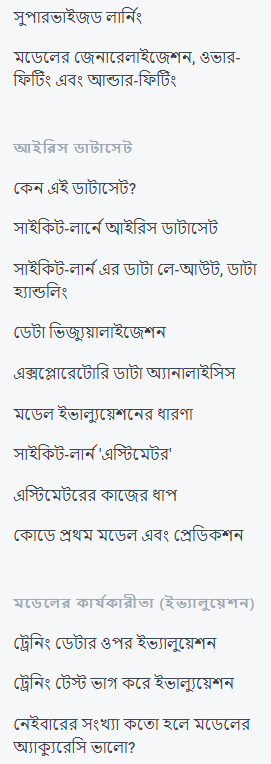 সুপারভাইজড লার্নিং
মডেলের জেনারেলাইজেশন, ওভার-
ফিটিং এবং আন্ডার-ফিটিং
আইরিস ডাটাসেট
কেন এই ডাটাসেট?
সাইকিট-লার্নে আইরিস ডাটাসেট
সাইকিট-লার্ন এর ডাটা লে-আউট, ডাটা
হ্যান্ডলিং
ডেটা ভিজ্যুয়ালাইজেশন
এক্সপ্লোরেটোরি ডাটা অ্যানালাইসিস
মডেল ইভাল্যুয়েশনের ধারণা
সাইকিট-লার্ন 'এস্টিমেটর'
এস্টিমেটরের কাজের ধাপ
কোডে প্রথম মডেল এবং প্রেডিকশন
মডেলের কার্যকারীতা (ইভ্যালুয়েশন)
ট্রেনিং ডেটার ওপর ইভ্যালুয়েশন
ট্রেনিং টেস্ট ভাগ করে ইভাল্যুয়েশন
নেইবারের সংখ্যা কতো হলে মডেলের
অ্যাক্যুরেসি ভালো?